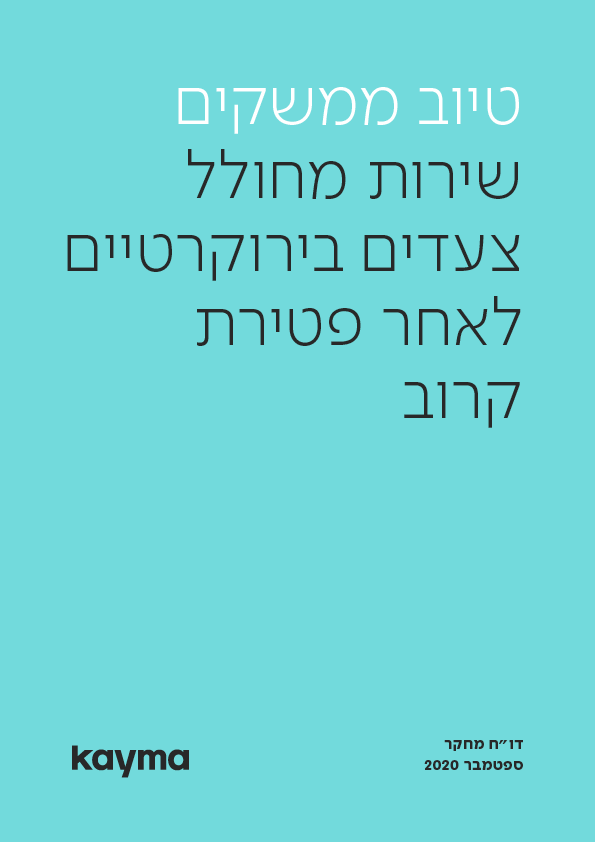 טיוב ממשקים
שירות מחולל
צעדים בירוקרטיים
לאחר פטירת
קרוב
דו״ח מחקר
ספטמבר 2020
kayma